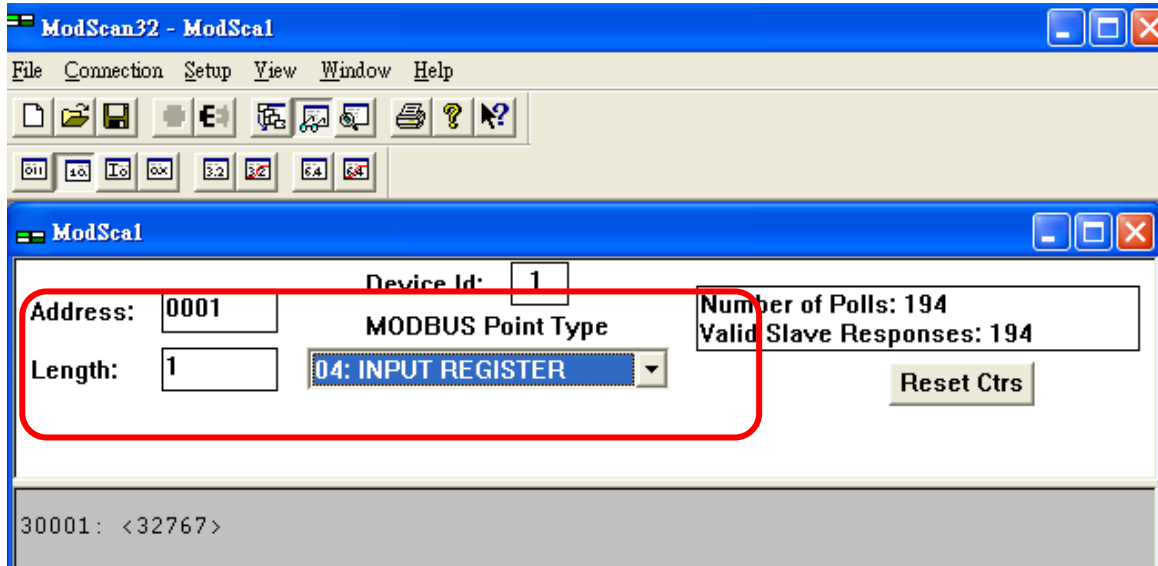 ModScan32 - ModSca1
File Connection Setup View Window Help
ModSca1
Device Id: 1
Address: 0001
MODBUS Point Type
Length: 1
04: INPUT REGISTER
Number of Polls: 194
Valid Slave Responses: 194
Reset Ctrs
30001: <32767>